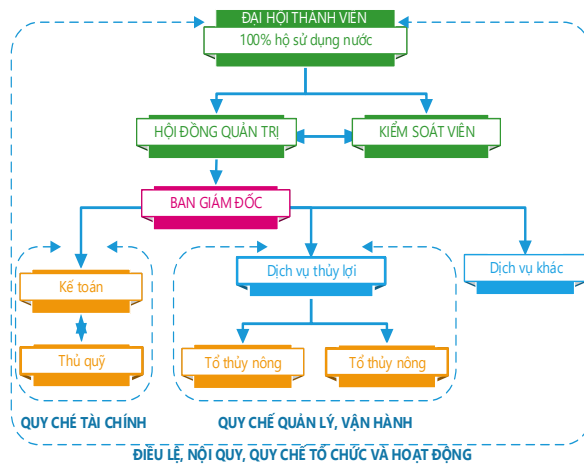 ĐẠI HỘI THÀNH VIÊN
100% hộ sử dụng nước
HỘI ĐỒNG QUẢN TRỊ
KIỂM SOÁT VIÊN
BAN GIÁM ĐỐC
Kế toán
Dịch vụ thủy lợi
Dịch vụ khác
Thủ quỹ
Tổ thủy nông
Tổ thủy nông
QUY CHÉ TÀI CHÍNH
QUY CHẾ QUẢN LÝ, VẬN HÀNH
ĐIỀU LỆ, NỘI QUY, QUY CHẾ TỔ CHỨC VÀ HOẠT ĐỘNG